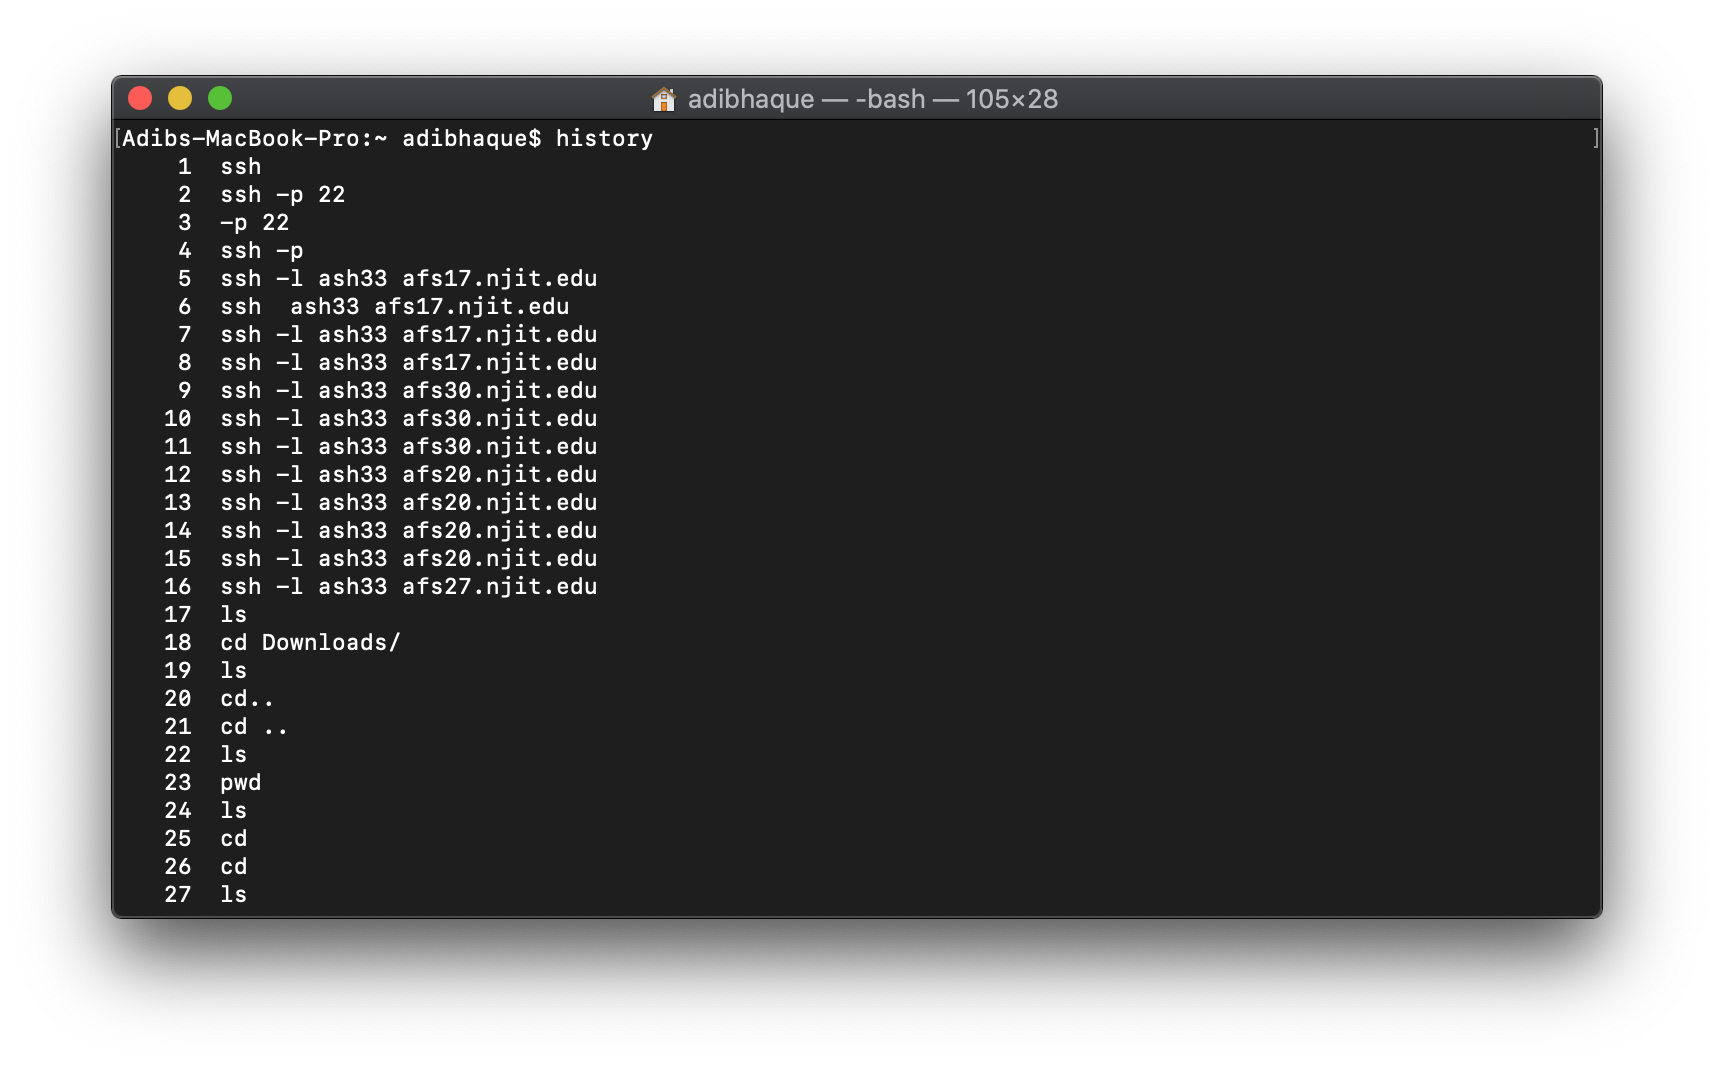 adibhaque — -bash — 105×28
[Adibs-MacBook-Pro:~ adibhaque$ history ]
1 ssh
2 ssh -p 22
3 -p 22
4 ssh -p
5 ssh -l ash33 afs17.njit.edu
6 ssh  ash33 afs17.njit.edu
7 ssh -l ash33 afs17.njit.edu
8 ssh -l ash33 afs17.njit.edu
9 ssh -l ash33 afs30.njit.edu
10 ssh -l ash33 afs30.njit.edu
11 ssh -l ash33 afs30.njit.edu
12 ssh -l ash33 afs20.njit.edu
13 ssh -l ash33 afs20.njit.edu
14 ssh -l ash33 afs20.njit.edu
15 ssh -l ash33 afs20.njit.edu
16 ssh -l ash33 afs27.njit.edu
17 ls
18 cd Downloads/
19 ls
20 cd..
21 cd ..
22 ls
23 pwd
24 ls
25 cd
26 cd
27 ls